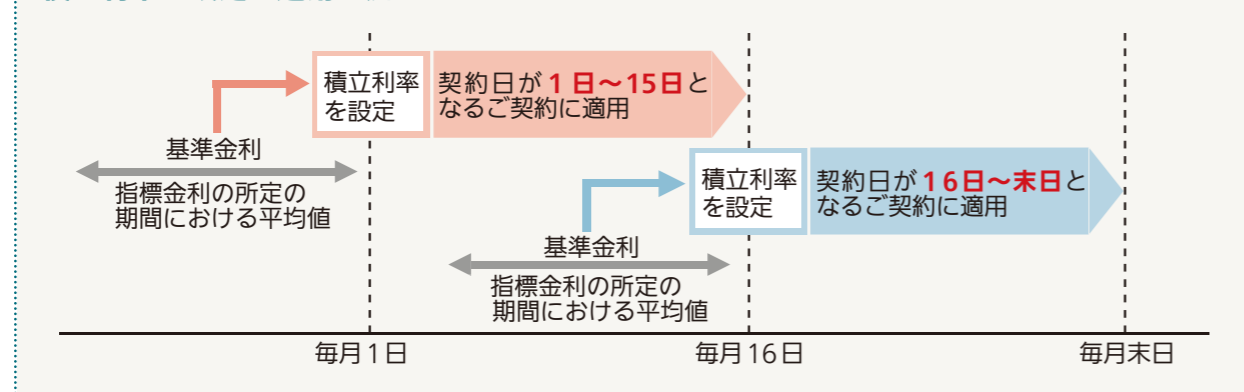 積立利率
を設定
契約日が1日～15日と
なるご契約に適用
基準金利
指標金利の所定の
期間における平均値
積立利率
を設定
契約日が16日～末日と
なるご契約に適用
基準金利
指標金利の所定の
期間における平均値
毎月1日
毎月16日
毎月末日